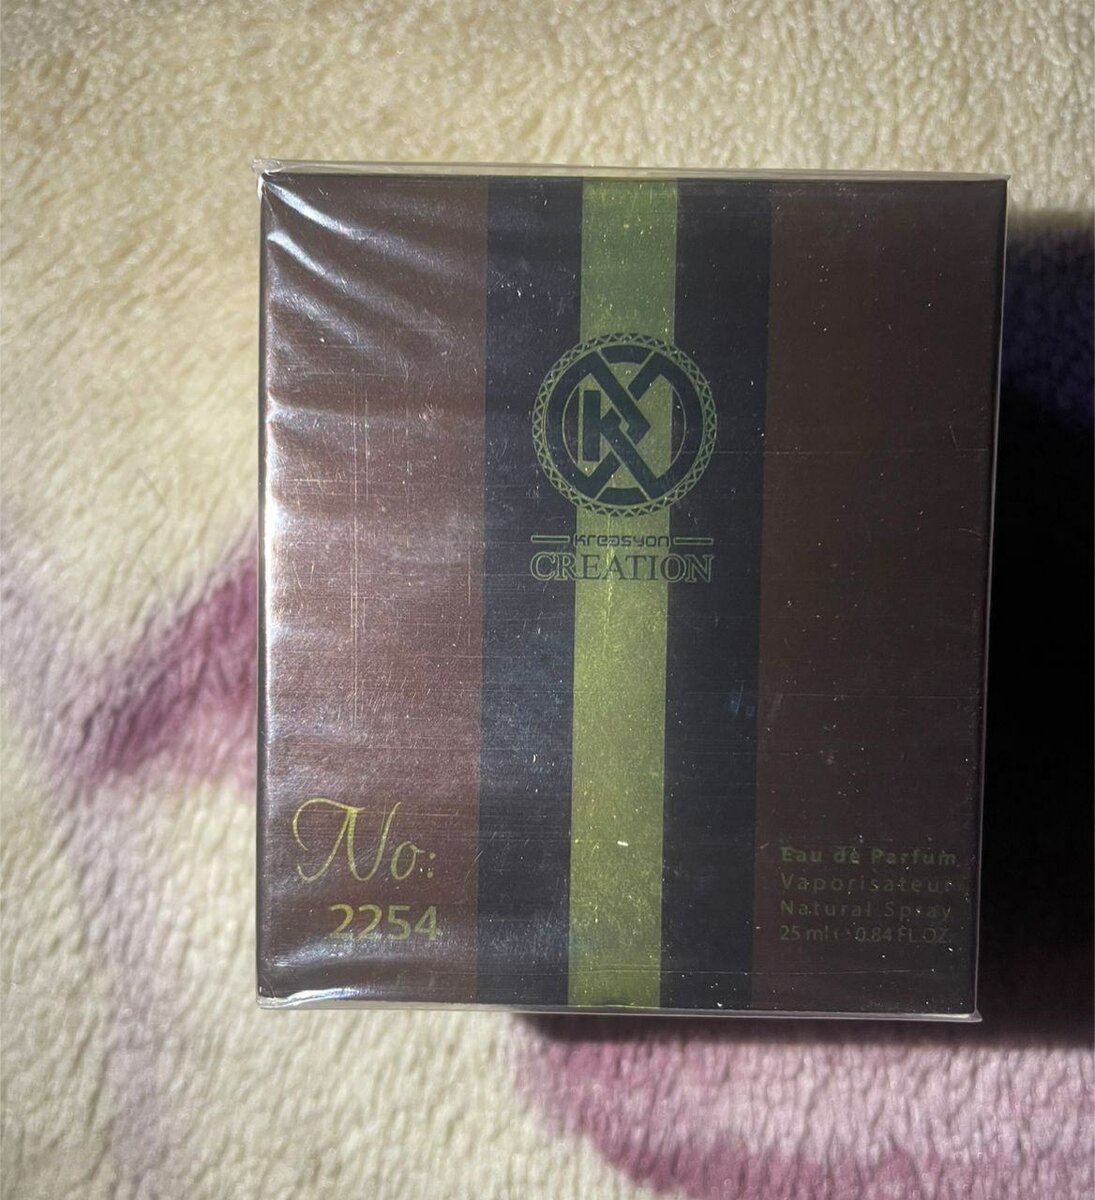 K
Kreasyon
CREATION
No:
2254
Eau de Parfum
Vaporisateur
Natural Spray
25 ml e 0.84 FL.OZ.